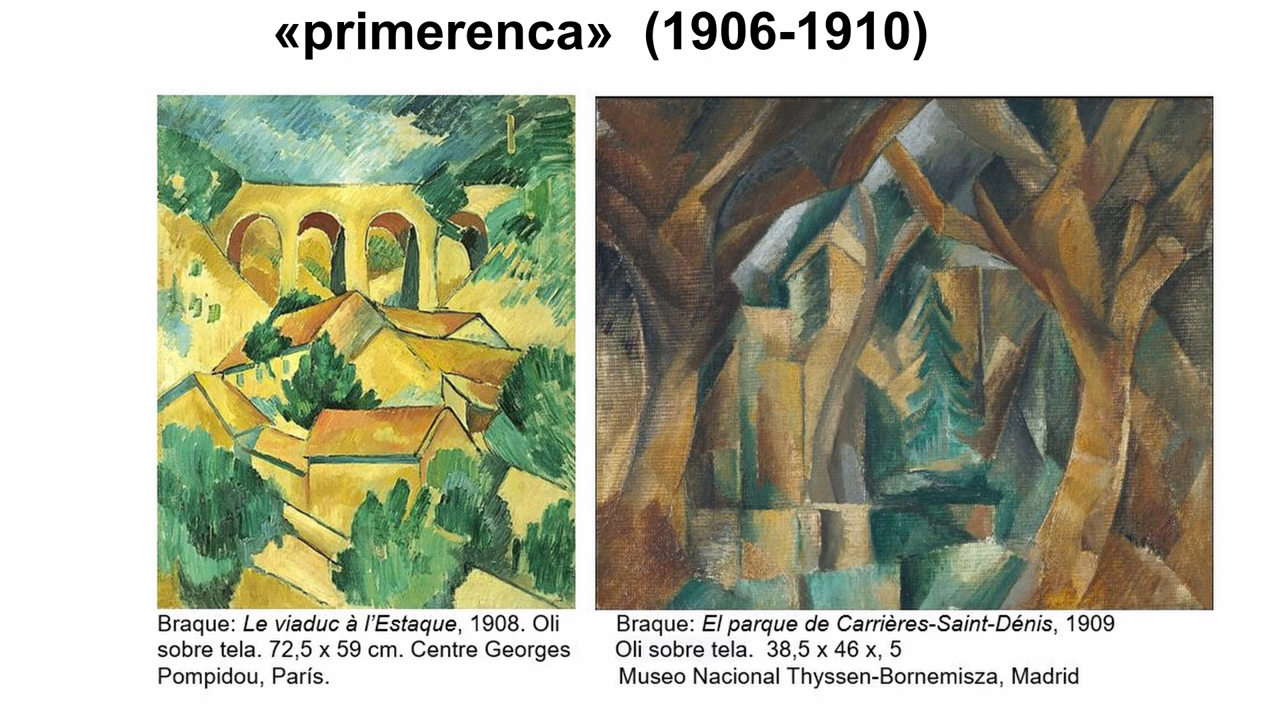 «primerenca» (1906-1910)
Braque: Le viaduc à l’Estaque, 1908. Oli
sobre tela. 72,5 x 59 cm. Centre Georges
Pompidou, París.
Braque: El parque de Carrières-Saint-Dénis, 1909
Oli sobre tela. 38,5 x 46 x, 5
Museo Nacional Thyssen-Bornemisza, Madrid